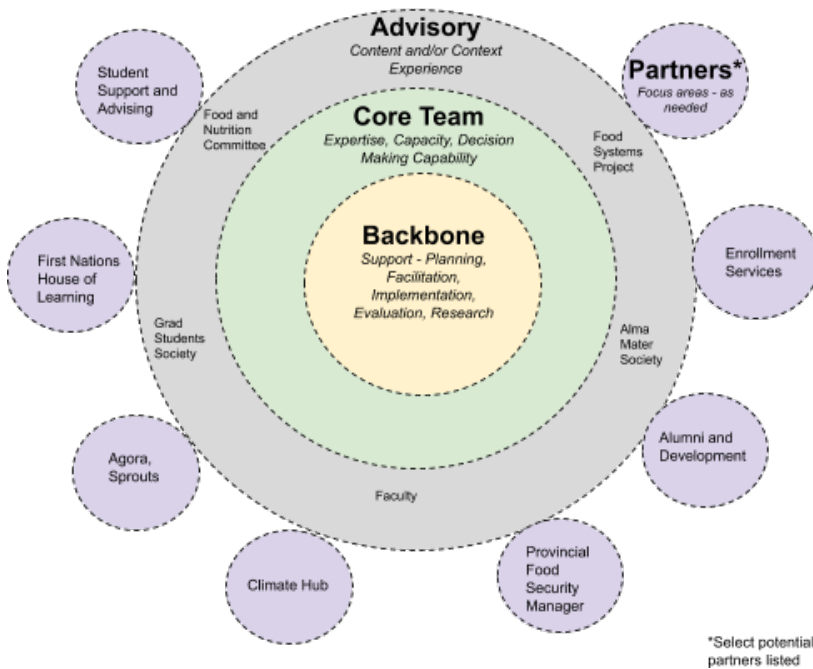 Advisory
Content and/or Context
Experience
Partners*
Focus areas - as
needed
Student
Support and
Advising
Food and
Nutrition
Committee
Core Team
Expertise, Capacity, Decision
Making Capability
Food
Systems
Project
Backbone
Support - Planning,
Facilitation,
Implementation,
Evaluation, Research
First Nations
House of
Learning
Enrollment
Services
Grad
Students
Society
Alma
Mater
Society
Agora,
Sprouts
Alumni and
Development
Faculty
Climate Hub
Provincial
Food
Security
Manager
*Select potential
partners listed